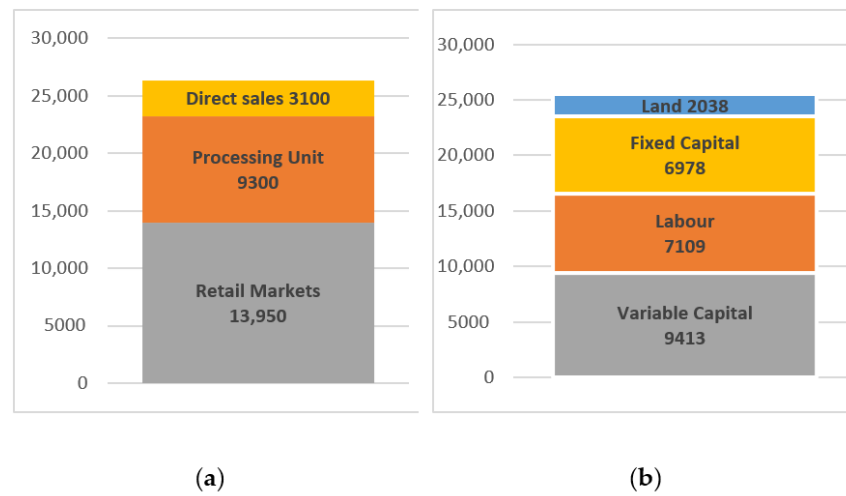 30,000
25,000
20,000
15,000
10,000
5000
0
Direct sales 3100
Processing Unit
9300
Retail Markets
13,950
(a)
30,000
25,000
20,000
15,000
10,000
5000
0
Land 2038
Fixed Capital
6978
Labour
7109
Variable Capital
9413
(b)